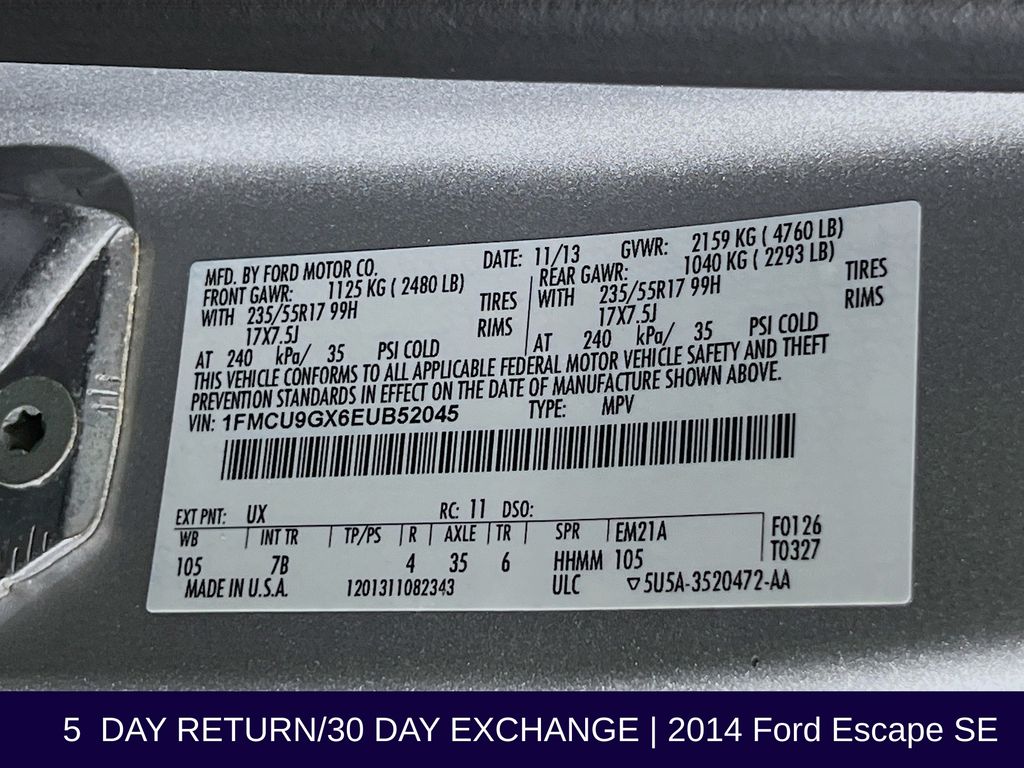 MFD. BY FORD MOTOR CO. DATE: 11/13 GVWR: 2159 KG ( 4760 LB)
FRONT GAWR: 1125 KG ( 2480 LB) REAR GAWR: 1040 KG ( 2293 LB)
WITH 235/55R17 99H TIRES WITH 235/55R17 99H TIRES
17X7.5J RIMS 17X7.5J RIMS
AT 240 kPa/ 35 PSI COLD AT 240 kPa/ 35 PSI COLD
THIS VEHICLE CONFORMS TO ALL APPLICABLE FEDERAL MOTOR VEHICLE SAFETY AND THEFT
PREVENTION STANDARDS IN EFFECT ON THE DATE OF MANUFACTURE SHOWN ABOVE.
VIN: 1FMCU9GX6EUB52045 TYPE: MPV
EXT PNT: UX RC: 11 DSO:
WB | INT TR | TP/PS | R | AXLE | TR | SPR | EM21A | F0126
105 7B 4 35 6 HHMM 105 T0327
MADE IN U.S.A. 1201311082343 ULC ▽5U5A-3520472-AA
5 DAY RETURN/30 DAY EXCHANGE | 2014 Ford Escape SE